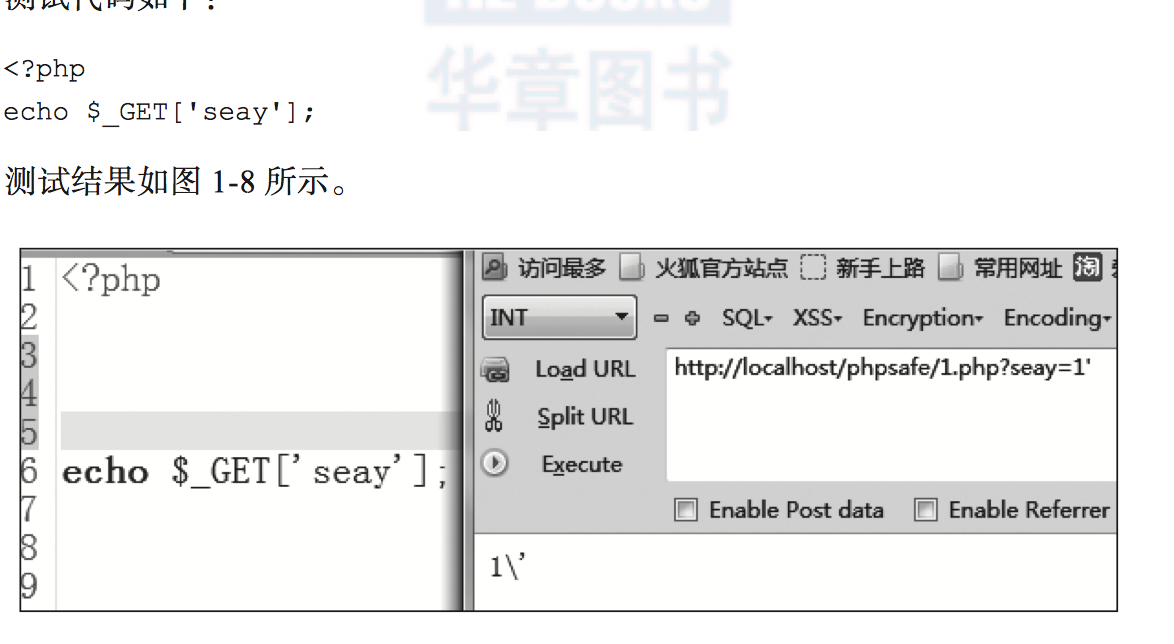 测试代码如下：
HZ BOOKS
华章图书
<?php
echo $_GET['seay'];
测试结果如图 1-8 所示。
1 <?php
2
3
4
5
6 echo $_GET['seay'];
7
8
9
访问最多 火狐官方站点 新手上路 常用网址 淘
INT SQL XSS Encryption Encoding
Load URL http://localhost/phpsafe/1.php?seay=1'
Split URL
Execute
Enable Post data Enable Referrer
1\'